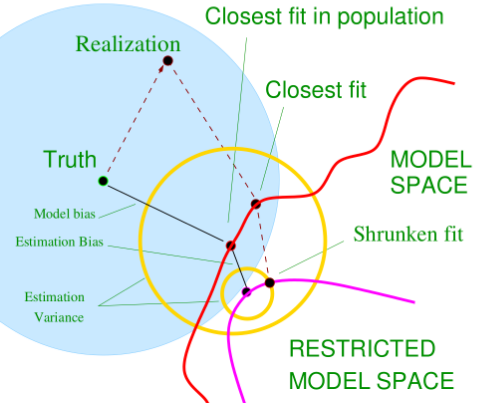 Closest fit in population
Realization
Closest fit
Truth
MODEL
SPACE
Model bias
Shrunken fit
Estimation Bias
Estimation
Variance
RESTRICTED
MODEL SPACE